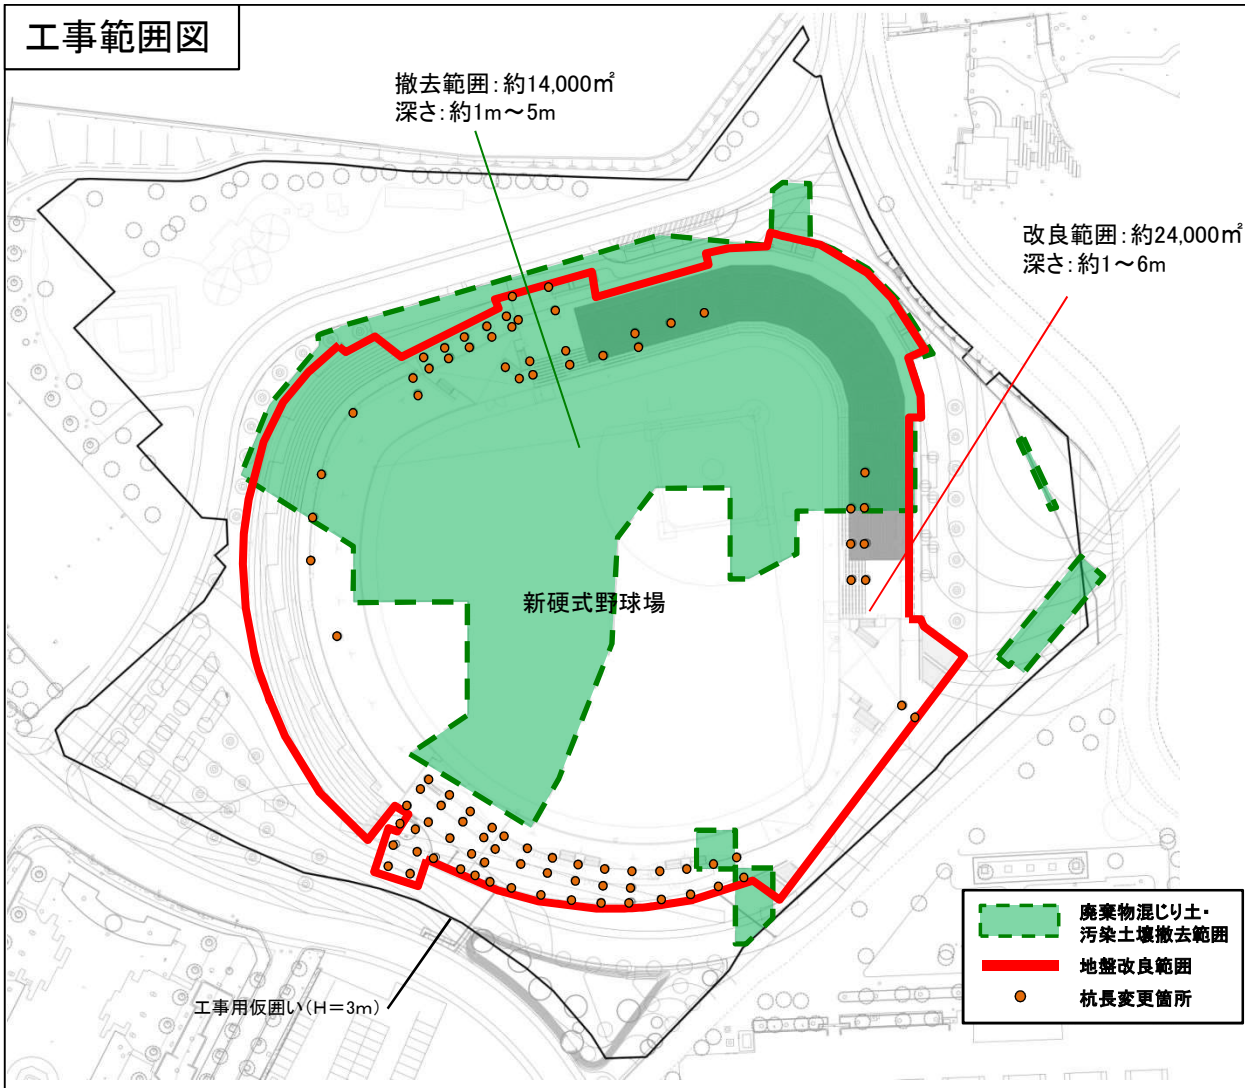 工事範囲図
撤去範囲：約14,000㎡
深さ：約1m～5m
改良範囲：約24,000㎡
深さ：約1～6m
新硬式野球場
工事用仮囲い（H＝3m）
廃棄物混じり土・
汚染土壌撤去範囲
地盤改良範囲
杭長変更箇所